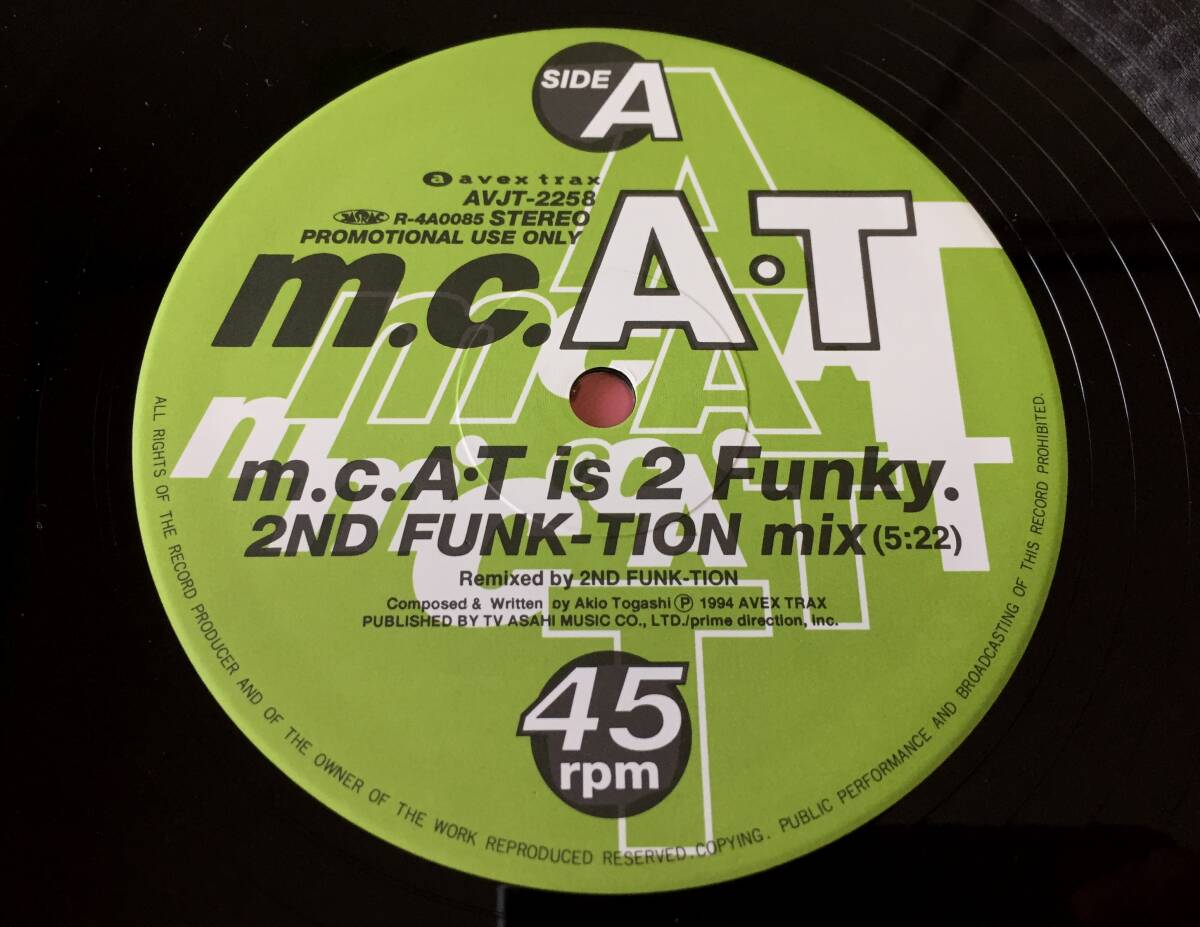 SIDE A
a avex trax
AVJT-2258
JASRAC R-4A0085 STEREO
PROMOTIONAL USE ONLY
m.c.A・T
m.c.A・T
m.c.A・T
m.c.A・T is 2 Funky.
2ND FUNK-TION mix (5:22)
Remixed by 2ND FUNK-TION
Composed & Written by Akio Togashi Ⓟ 1994 AVEX TRAX
PUBLISHED BY TV ASAHI MUSIC CO., LTD./prime direction, inc.
45
rpm
ALL RIGHTS OF THE RECORD PRODUCER AND OF THE OWNER OF THE WORK REPRODUCED RESERVED. COPYING. PUBLIC PERFORMANCE AND BROADCASTING OF THIS RECORD PROHIBITED.